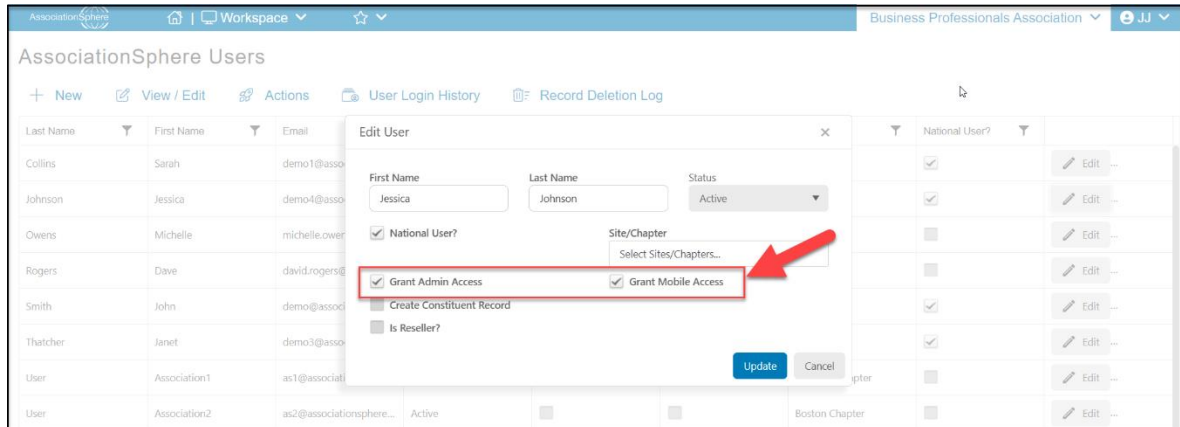 AssociationSphere Workspace Business Professionals Association JJ
AssociationSphere Users
New View / Edit Actions User Login History Record Deletion Log
Last Name First Name Email National User?
Edit User
Collins Sarah demo1@asso Edit ...
First Name Last Name Status
Jessica Johnson Active
Johnson Jessica demo4@asso Edit ...
National User? Site/Chapter
Owens Michelle michelle.ower Edit ...
Select Sites/Chapters...
Rogers Dave david.rogers@ Edit ...
Grant Admin Access Grant Mobile Access
Smith John demo@associ Edit ...
Create Constituent Record
Is Reseller?
Thatcher Janet demo3@asso Edit ...
Update Cancel
User Association1 as1@associati pter Edit ...
User Association2 as2@associationsphere... Active Boston Chapter Edit ...